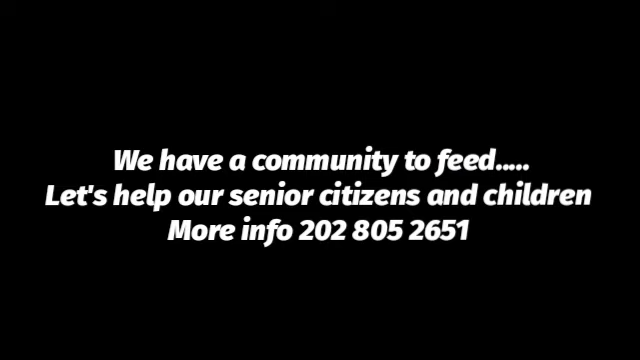 We have a community to feed.....
Let's help our senior citizens and children
More info 202 805 2651